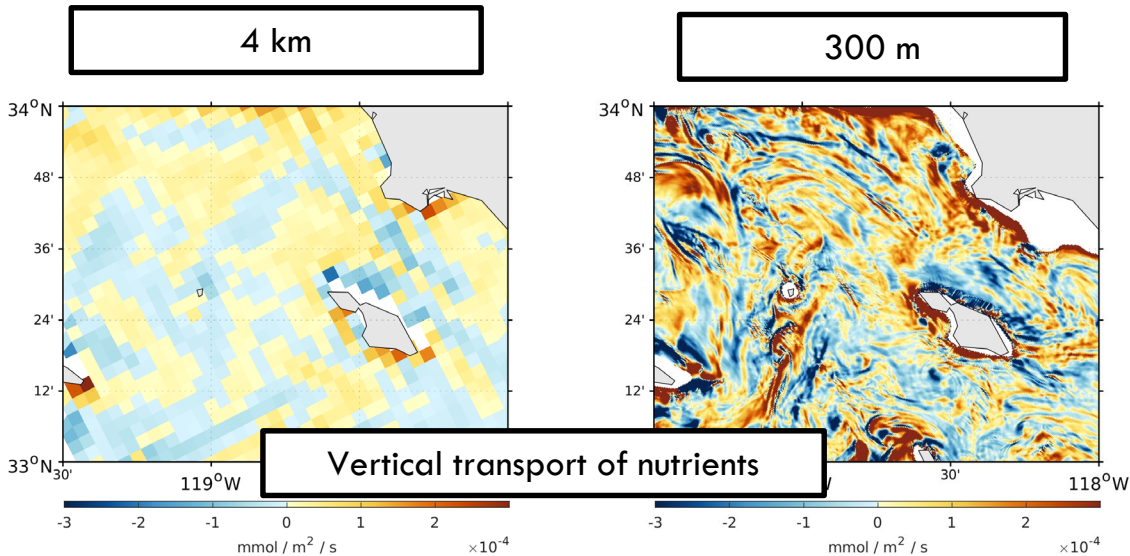 4 km
300 m
34°N
48'
36'
24'
12'
33°N
30'
119°W
34°N
48'
36'
24'
12'
W
30'
118°W
Vertical transport of nutrients
-3 -2 -1 0 1 2
mmol / m² / s
×10⁻⁴
-3 -2 -1 0 1 2
mmol / m² / s
×10⁻⁴